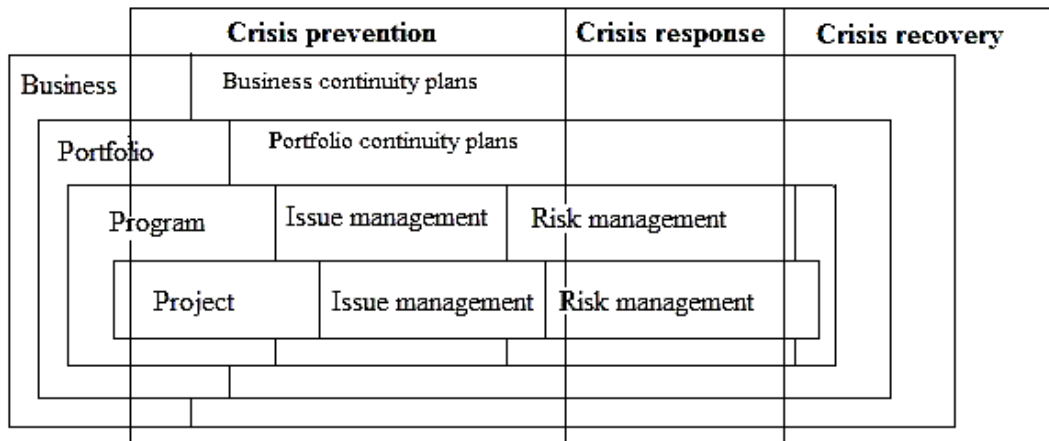 Crisis prevention
Crisis response
Crisis recovery
Business
Business continuity plans
Portfolio
Portfolio continuity plans
Program
Issue management
Risk management
Project
Issue management
Risk management